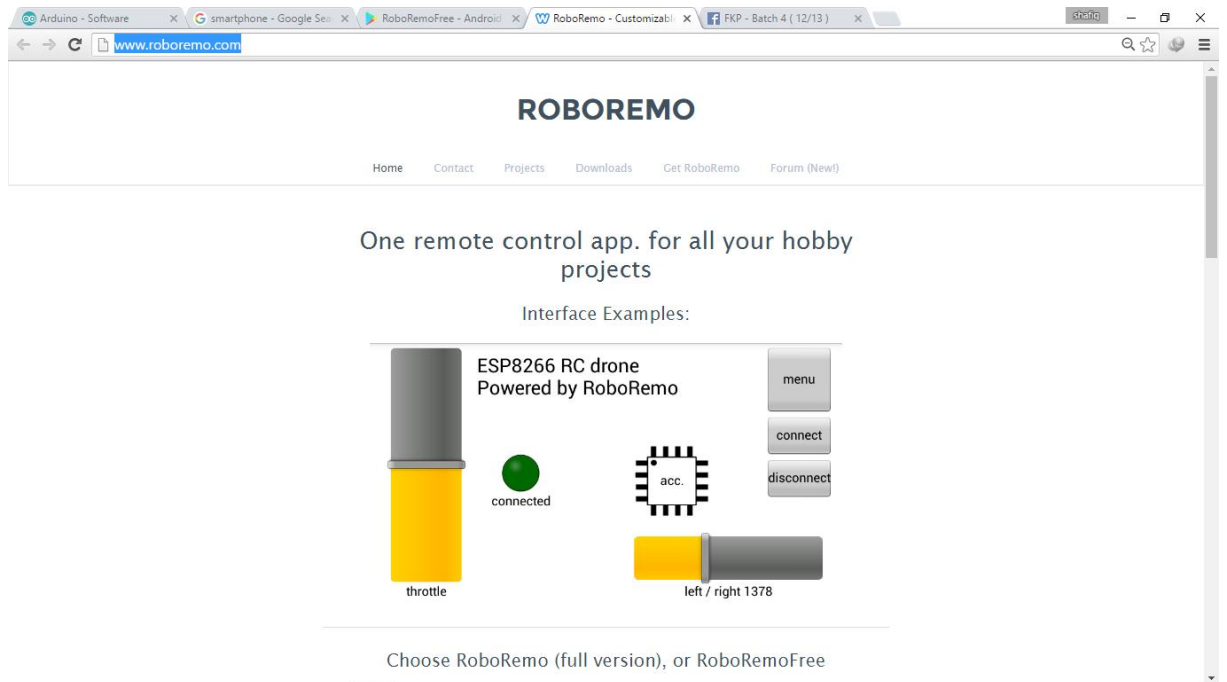 Arduino - Software
smartphone - Google Sea
RoboRemoFree - Android
RoboRemo - Customizabl
FKP - Batch 4 ( 12/13 )
shafiq
www.roboremo.com
ROBOREMO
Home Contact Projects Downloads Get RoboRemo Forum (New!)
One remote control app. for all your hobby
projects
Interface Examples:
ESP8266 RC drone
Powered by RoboRemo
menu
connect
disconnect
connected
acc.
throttle
left / right 1378
Choose RoboRemo (full version), or RoboRemoFree